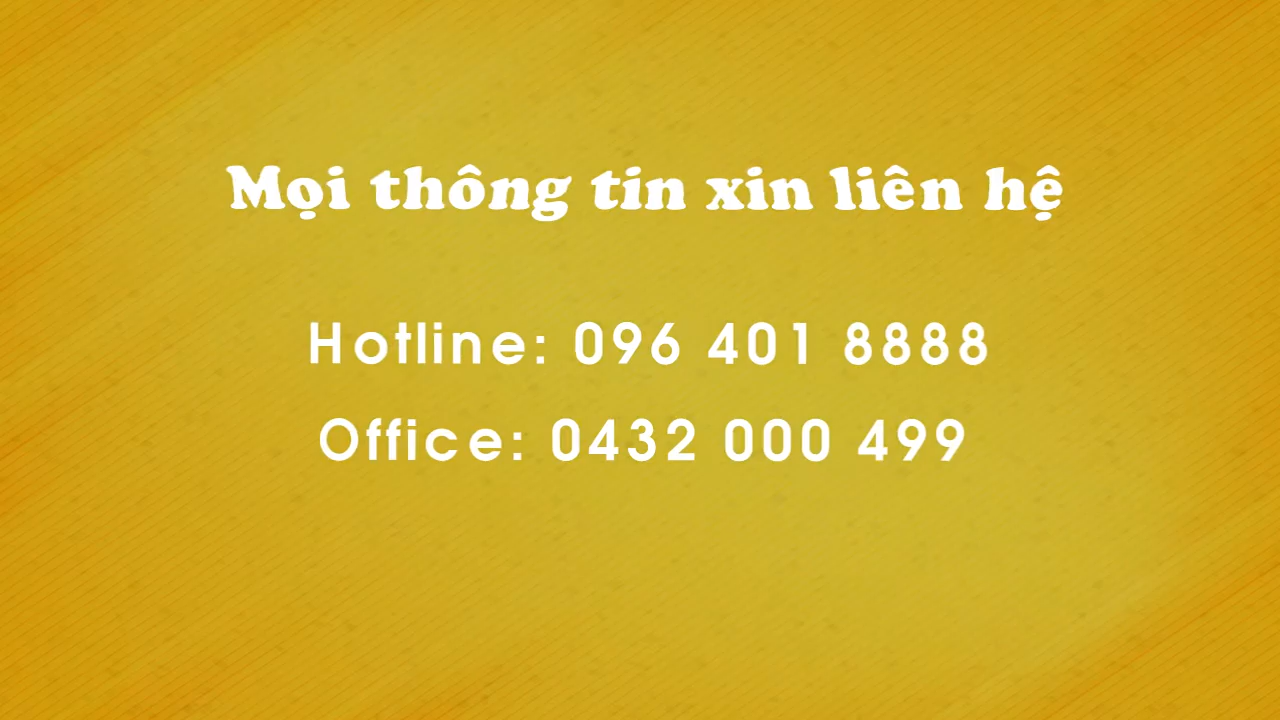 Mọi thông tin xin liên hệ
Hotline: 096 401 8888
Office: 0432 000 499